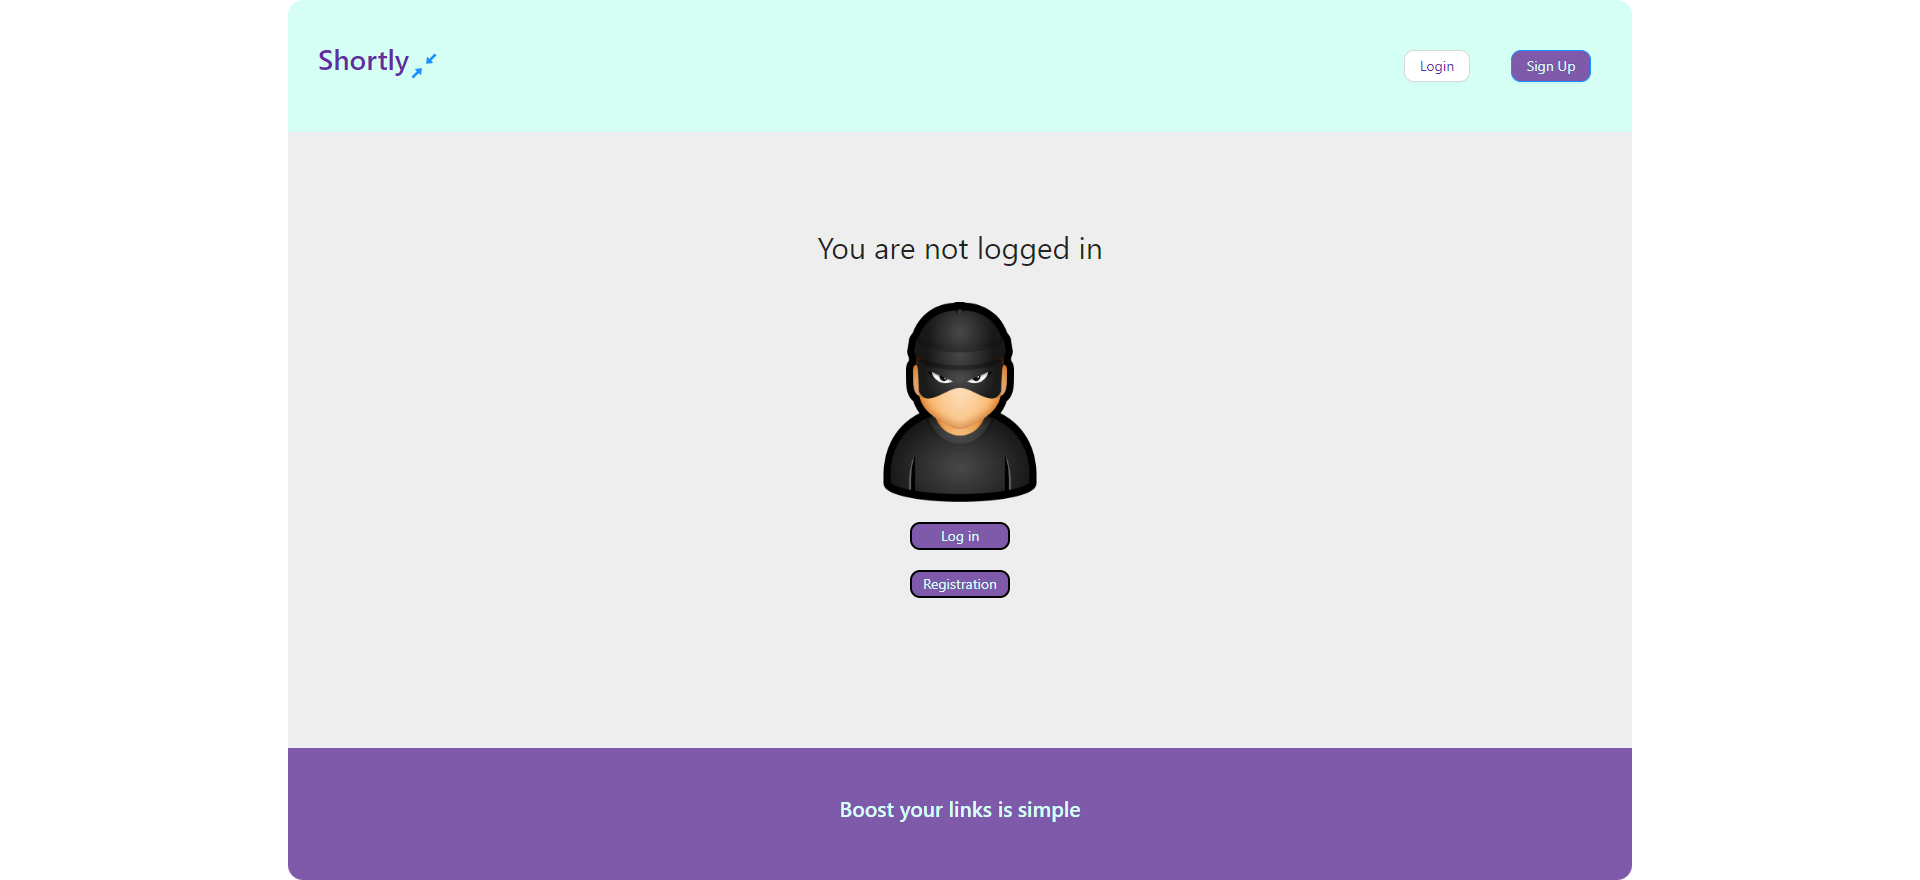 Shortly
Login
Sign Up
You are not logged in
Log in
Registration
Boost your links is simple